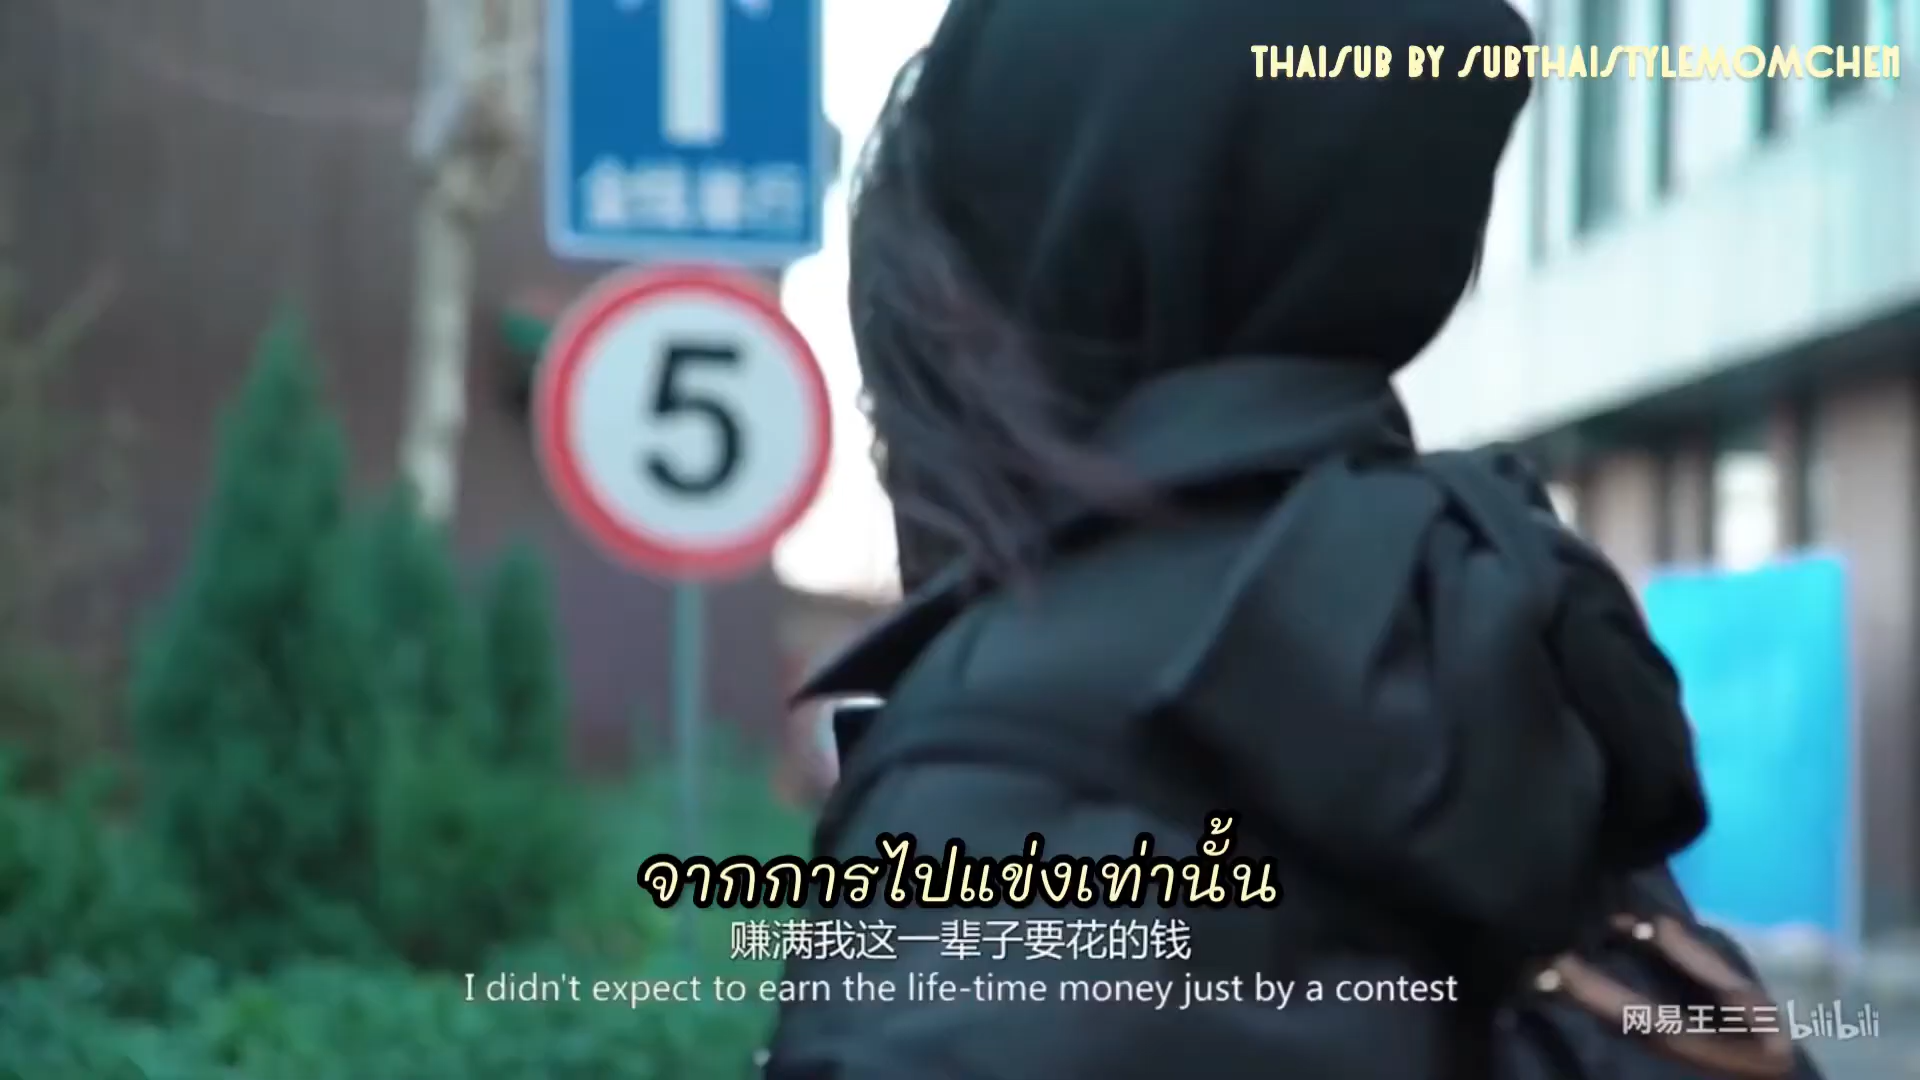 THAISUB BY SUBTHAISTYLEMOMCHEN
5
จากการไปแข่งเท่านั้น
赚满我这一辈子要花的钱
I didn't expect to earn the life-time money just by a contest
网易王三三 bilibili